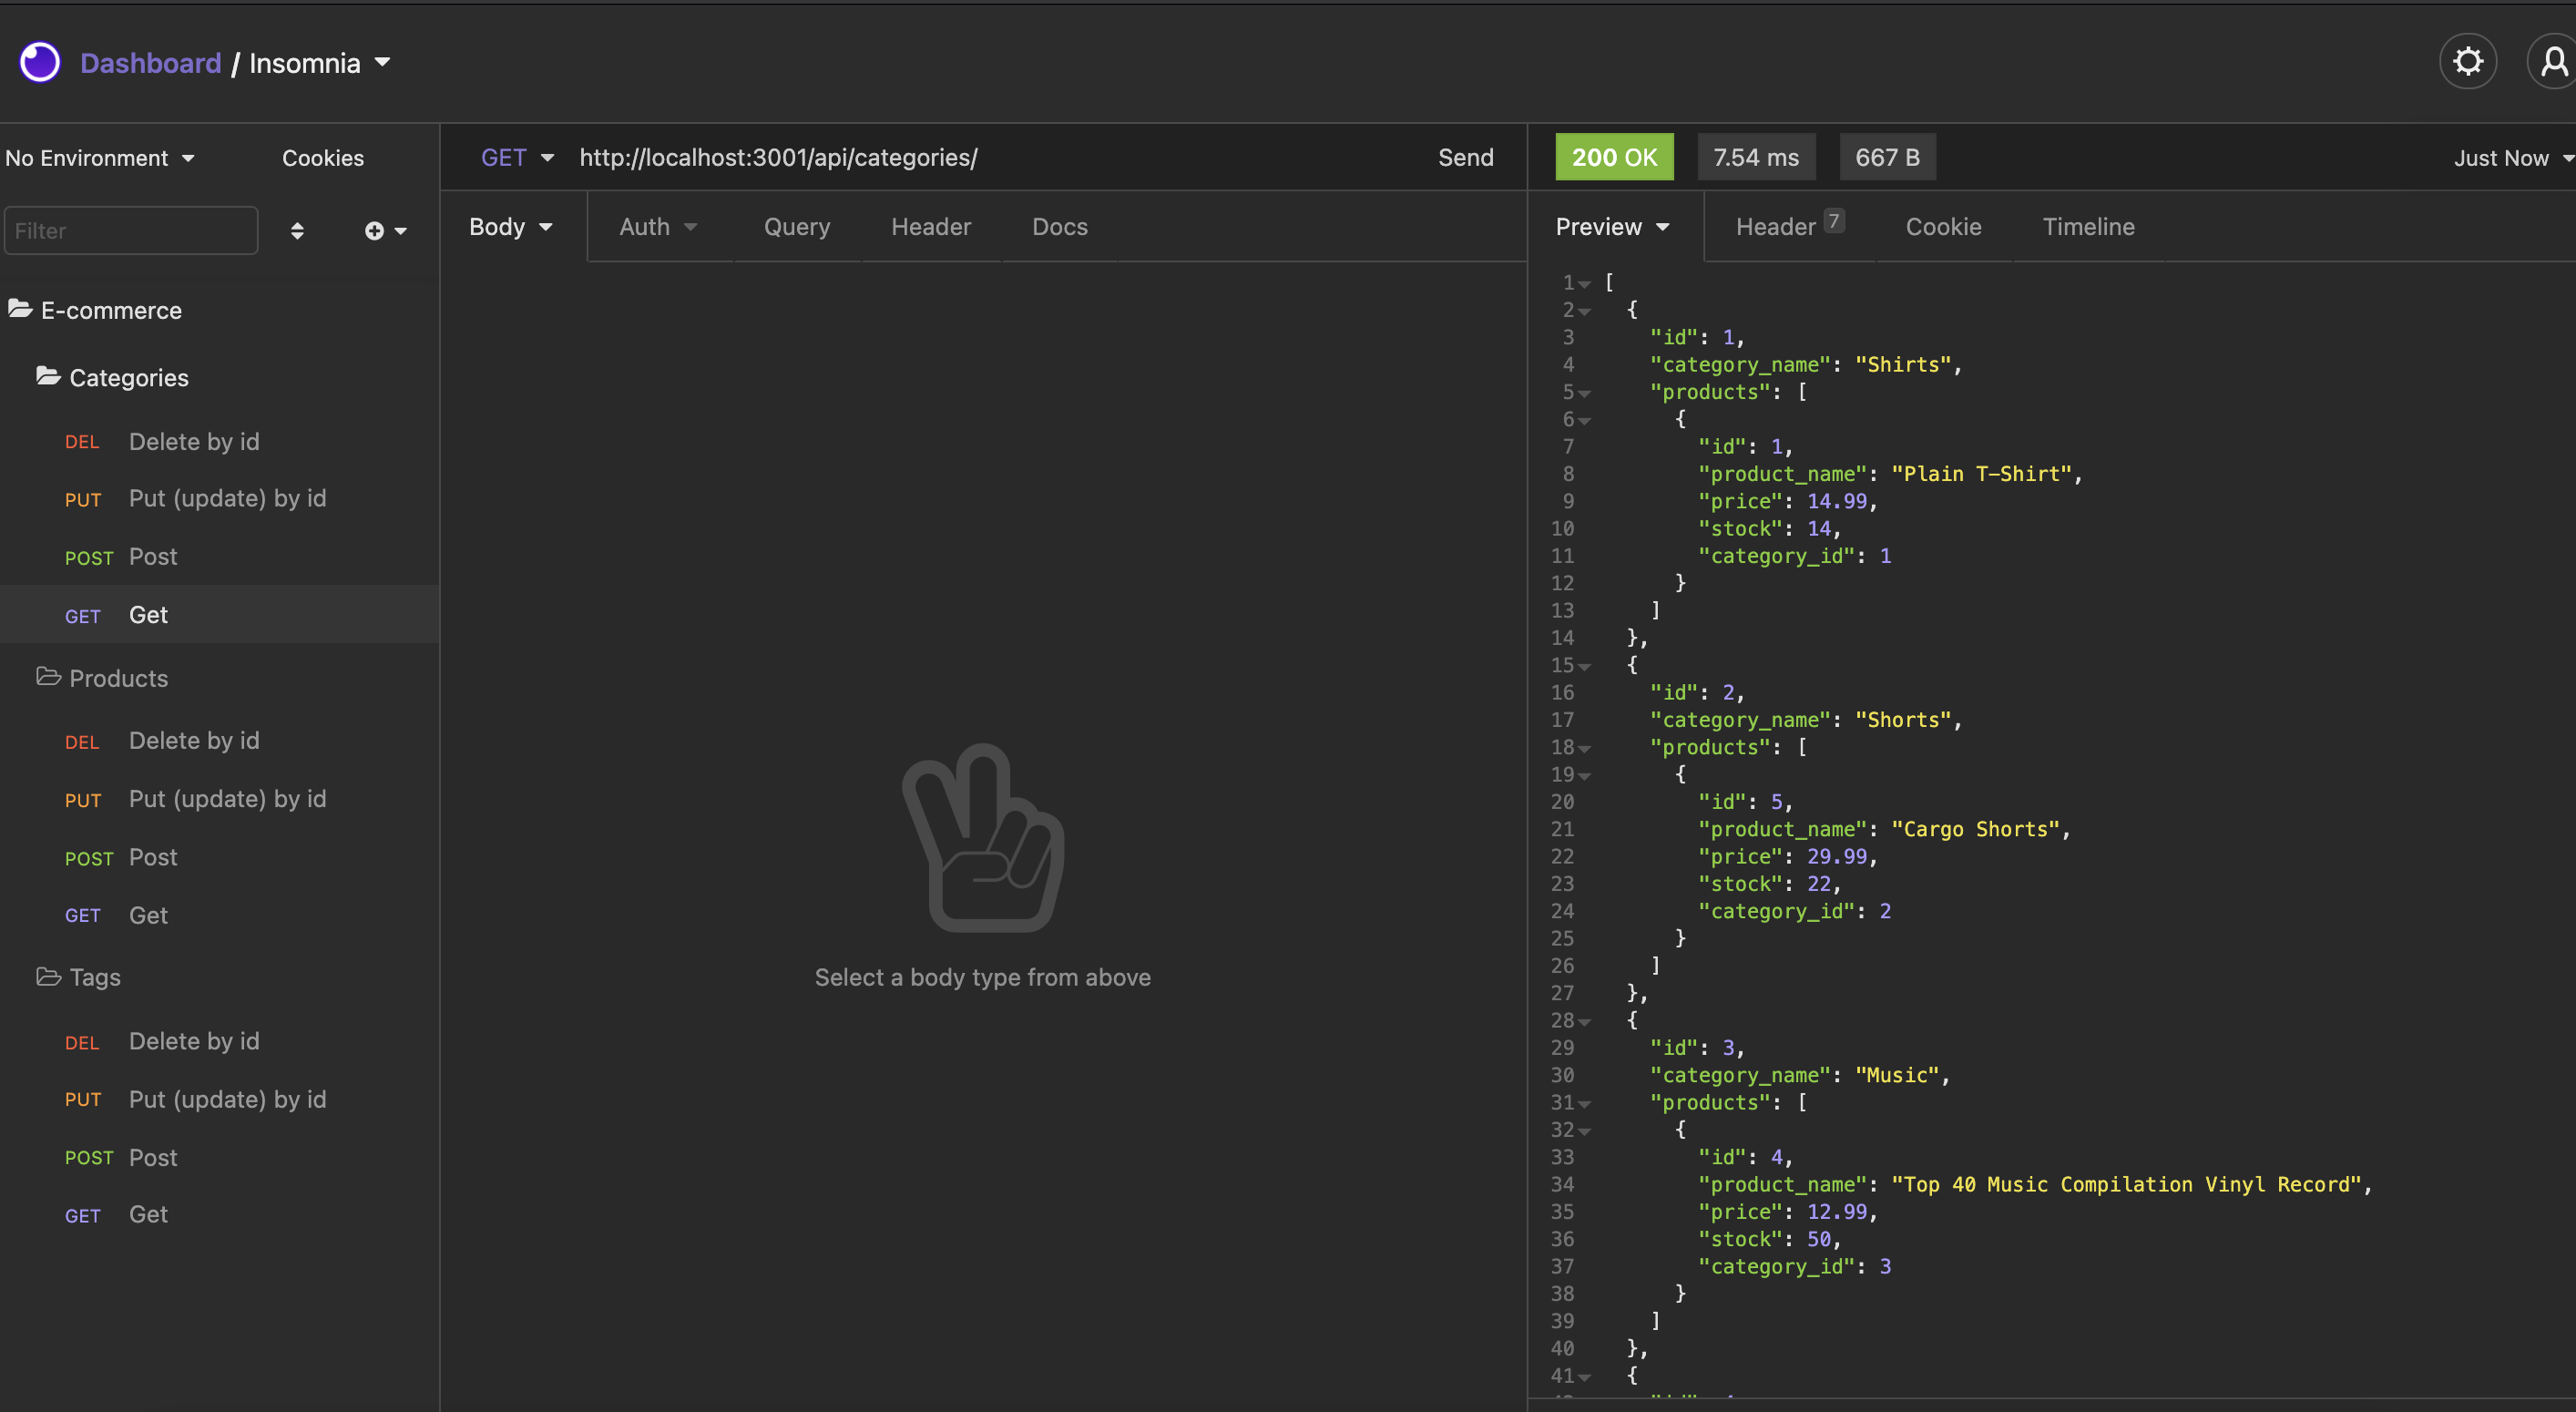 Dashboard / Insomnia
No Environment Cookies
Filter
E-commerce
Categories
DEL Delete by id
PUT Put (update) by id
POST Post
GET Get
Products
DEL Delete by id
PUT Put (update) by id
POST Post
GET Get
Tags
DEL Delete by id
PUT Put (update) by id
POST Post
GET Get
GET http://localhost:3001/api/categories/ Send
Body Auth Query Header Docs
Select a body type from above
200 OK 7.54 ms 667 B Just Now
Preview Header 7 Cookie Timeline
1 [
2 {
3 "id": 1,
4 "category_name": "Shirts",
5 "products": [
6 {
7 "id": 1,
8 "product_name": "Plain T-Shirt",
9 "price": 14.99,
10 "stock": 14,
11 "category_id": 1
12 }
13 ]
14 },
15 {
16 "id": 2,
17 "category_name": "Shorts",
18 "products": [
19 {
20 "id": 5,
21 "product_name": "Cargo Shorts",
22 "price": 29.99,
23 "stock": 22,
24 "category_id": 2
25 }
26 ]
27 },
28 {
29 "id": 3,
30 "category_name": "Music",
31 "products": [
32 {
33 "id": 4,
34 "product_name": "Top 40 Music Compilation Vinyl Record",
35 "price": 12.99,
36 "stock": 50,
37 "category_id": 3
38 }
39 ]
40 },
41 {